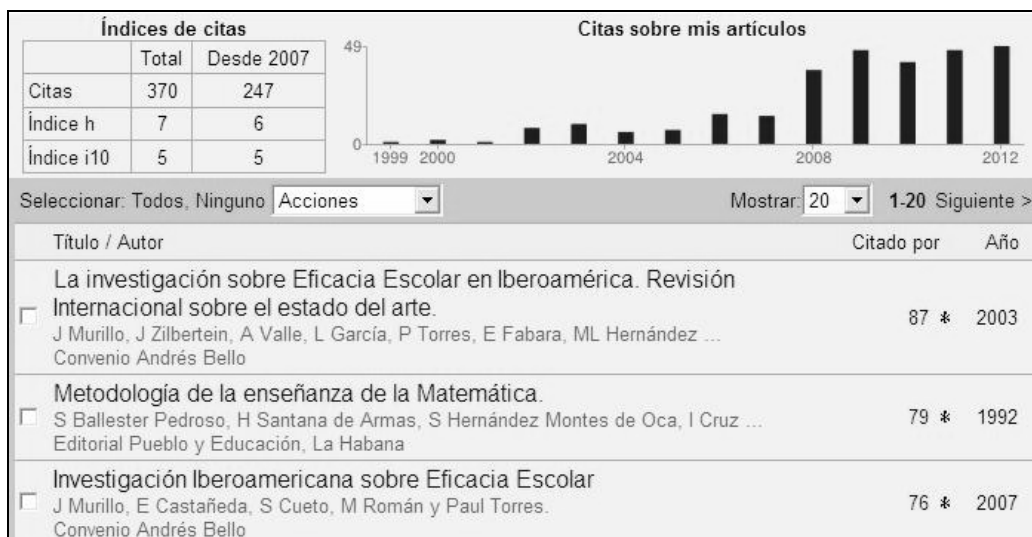 Índices de citas
Total Desde 2007
Citas 370 247
Índice h 7 6
Índice i10 5 5
Citas sobre mis artículos
49
0
1999 2000 2004 2008 2012
Seleccionar: Todos, Ninguno Acciones Mostrar: 20 1-20 Siguiente >
Título / Autor Citado por Año
La investigación sobre Eficacia Escolar en Iberoamérica. Revisión
Internacional sobre el estado del arte.
87 * 2003
J Murillo, J Zilbertein, A Valle, L García, P Torres, E Fabara, ML Hernández ...
Convenio Andrés Bello
Metodología de la enseñanza de la Matemática.
S Ballester Pedroso, H Santana de Armas, S Hernández Montes de Oca, I Cruz ...
79 * 1992
Editorial Pueblo y Educación, La Habana
Investigación Iberoamericana sobre Eficacia Escolar
J Murillo, E Castañeda, S Cueto, M Román y Paul Torres.
76 * 2007
Convenio Andrés Bello